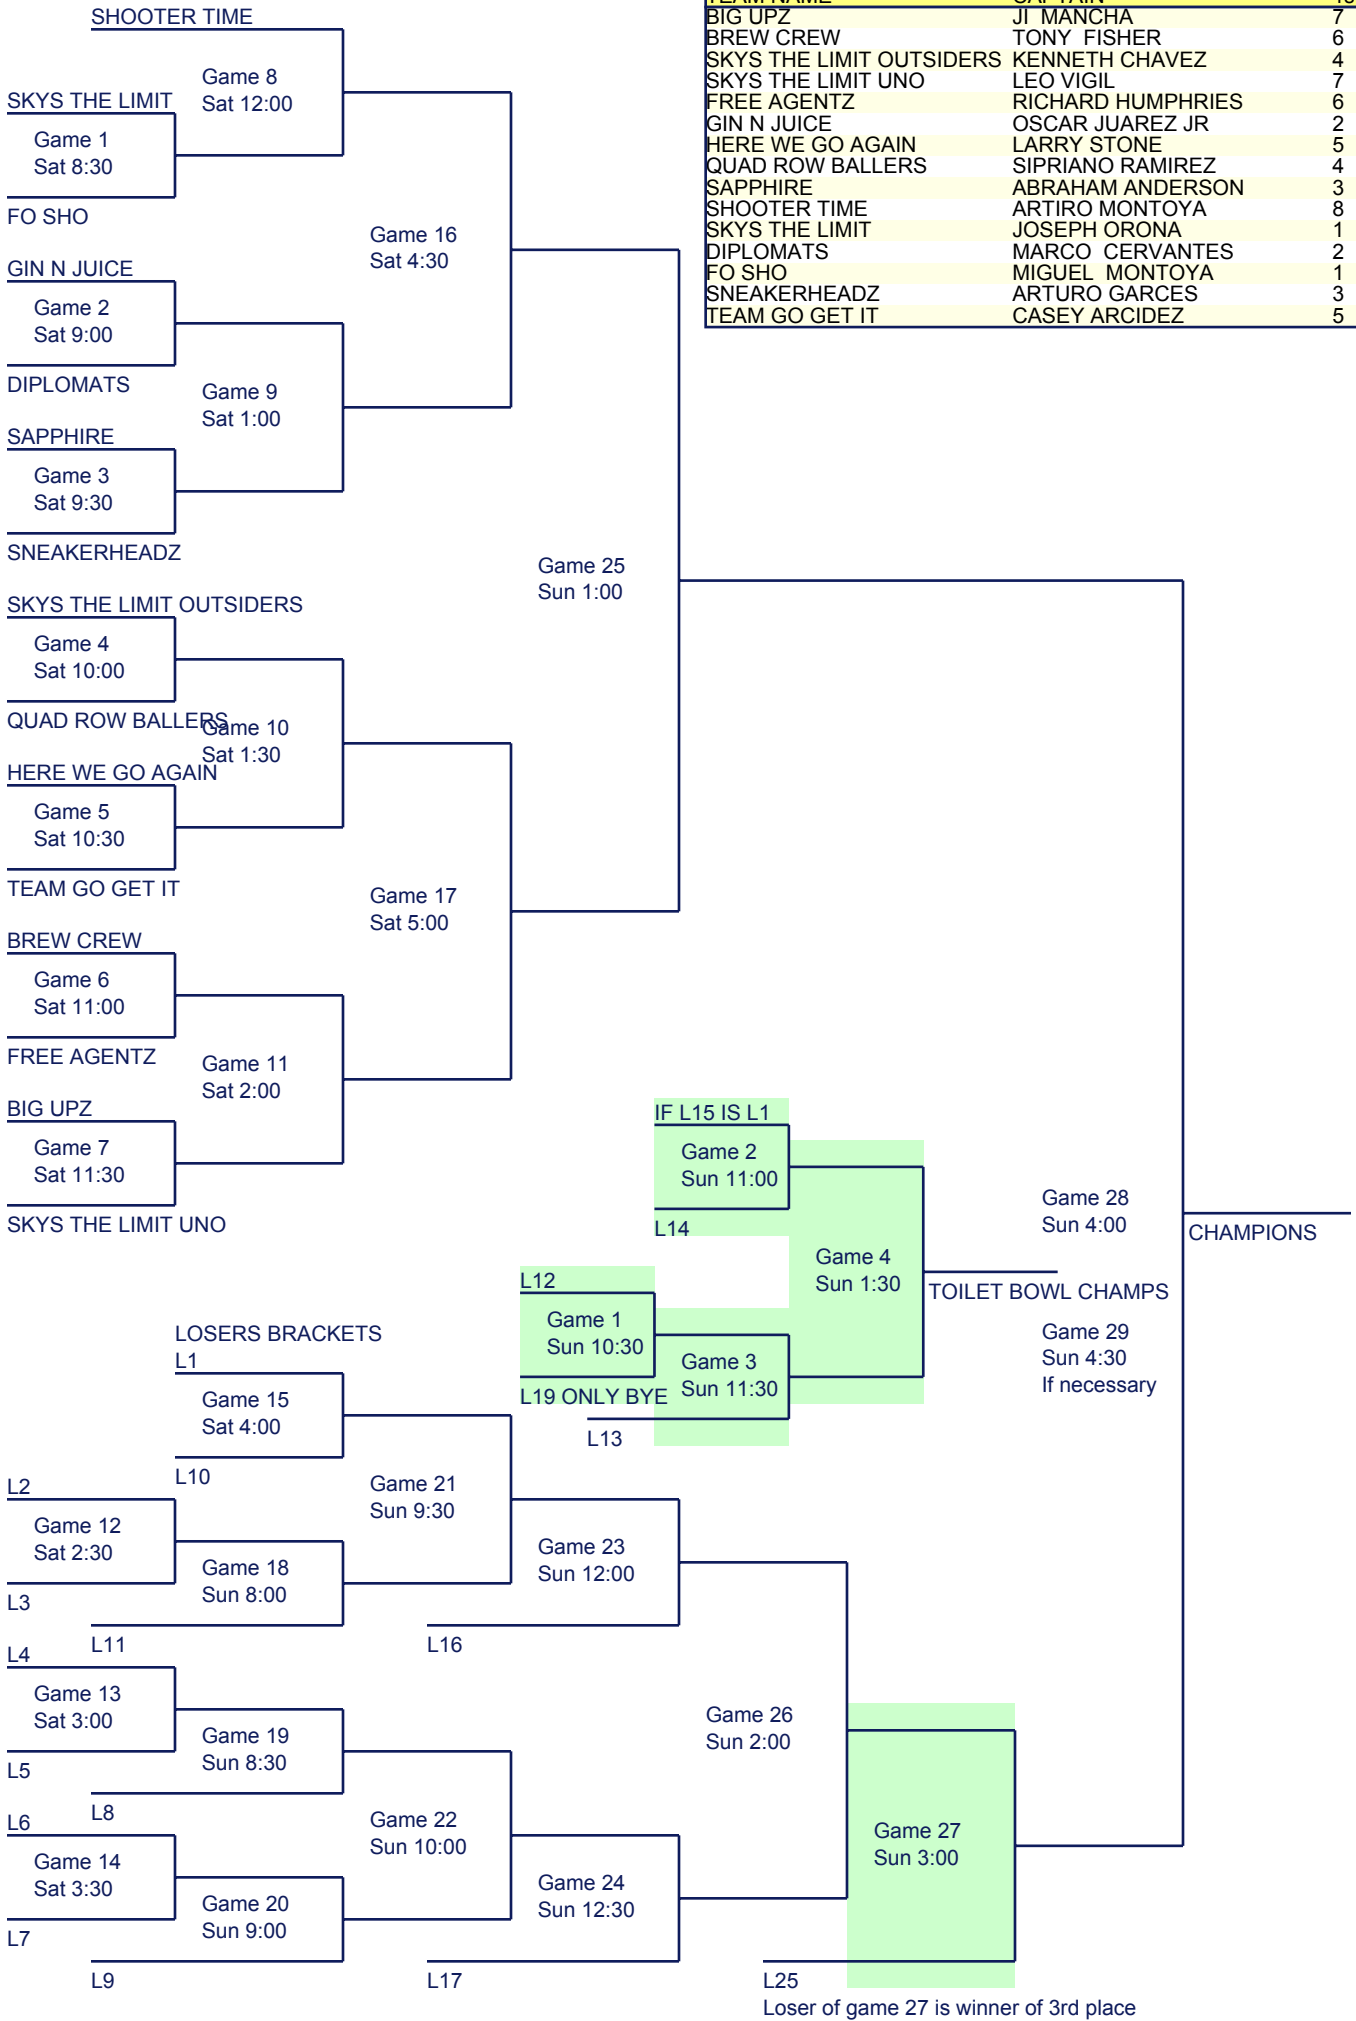 SHOOTER TIME
Game 8
Sat 12:00
SKYS THE LIMIT
Game 1
Sat 8:30
FO SHO
Game 16
Sat 4:30
GIN N JUICE
Game 2
Sat 9:00
DIPLOMATS
Game 9
Sat 1:00
SAPPHIRE
Game 3
Sat 9:30
SNEAKERHEADZ
Game 25
Sun 1:00
SKYS THE LIMIT OUTSIDERS
Game 4
Sat 10:00
QUAD ROW BALLERS
Game 10
Sat 1:30
HERE WE GO AGAIN
Game 5
Sat 10:30
TEAM GO GET IT
Game 17
Sat 5:00
BREW CREW
Game 6
Sat 11:00
FREE AGENTZ
Game 11
Sat 2:00
BIG UPZ
Game 7
Sat 11:30
SKYS THE LIMIT UNO
TEAM NAME CAPTAIN
BIG UPZ JI MANCHA 7
BREW CREW TONY FISHER 6
SKYS THE LIMIT OUTSIDERS KENNETH CHAVEZ 4
SKYS THE LIMIT UNO LEO VIGIL 7
FREE AGENTZ RICHARD HUMPHRIES 6
GIN N JUICE OSCAR JUAREZ JR 2
HERE WE GO AGAIN LARRY STONE 5
QUAD ROW BALLERS SIPRIANO RAMIREZ 4
SAPPHIRE ABRAHAM ANDERSON 3
SHOOTER TIME ARTIRO MONTOYA 8
SKYS THE LIMIT JOSEPH ORONA 1
DIPLOMATS MARCO CERVANTES 2
FO SHO MIGUEL MONTOYA 1
SNEAKERHEADZ ARTURO GARCES 3
TEAM GO GET IT CASEY ARCIDEZ 5
IF L15 IS L1
Game 2
Sun 11:00
L14
Game 4
Sun 1:30
L12
Game 1
Sun 10:30
L19 ONLY BYE
Game 3
Sun 11:30
L13
TOILET BOWL CHAMPS
Game 28
Sun 4:00
CHAMPIONS
Game 29
Sun 4:30
If necessary
LOSERS BRACKETS
L1
Game 15
Sat 4:00
L10
Game 21
Sun 9:30
L2
Game 12
Sat 2:30
L3
Game 18
Sun 8:00
L11
Game 23
Sun 12:00
L16
L4
Game 13
Sat 3:00
L5
Game 19
Sun 8:30
L8
Game 26
Sun 2:00
L6
Game 14
Sat 3:30
L7
Game 22
Sun 10:00
Game 20
Sun 9:00
L9
Game 24
Sun 12:30
L17
Game 27
Sun 3:00
L25
Loser of game 27 is winner of 3rd place